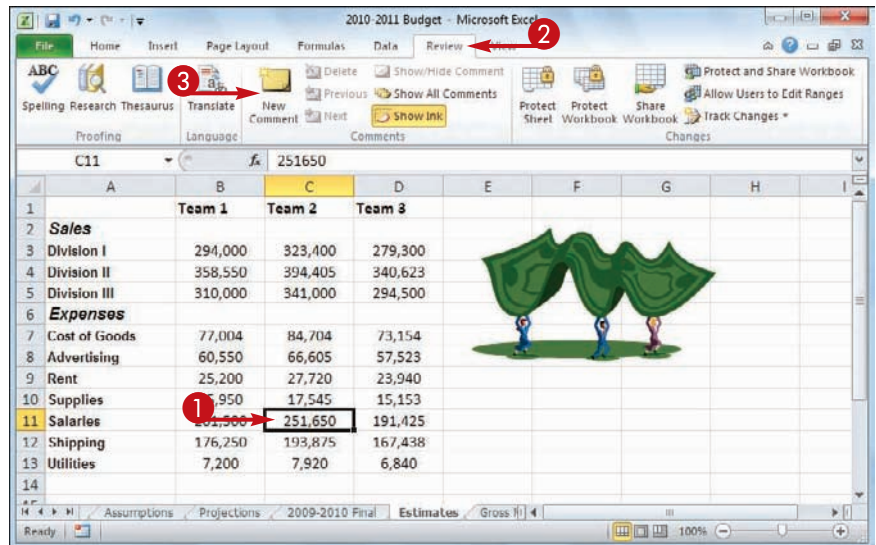 2010-2011 Budget - Microsoft Excel
2
File Home Insert Page Layout Formulas Data Review View
ABC
3
Delete Show/Hide Comment
Protect and Share Workbook
Previous Show All Comments
Allow Users to Edit Ranges
Spelling Research Thesaurus Translate New Comment Next Show Ink Protect Sheet Protect Workbook Share Workbook Track Changes
Proofing Language Comments Changes
C11 fx 251650
A B C D E F G H I
1 Team 1 Team 2 Team 3
2 Sales
3 Division I 294,000 323,400 279,300
4 Division II 358,550 394,405 340,623
5 Division III 310,000 341,000 294,500
6 Expenses
7 Cost of Goods 77,004 84,704 73,154
8 Advertising 60,550 66,605 57,523
9 Rent 25,200 27,720 23,940
10 Supplies 17,545 15,153
1
11 Salaries 251,650 191,425
12 Shipping 176,250 193,875 167,438
13 Utilities 7,200 7,920 6,840
14
Assumptions Projections 2009-2010 Final Estimates Gross
Ready 100%